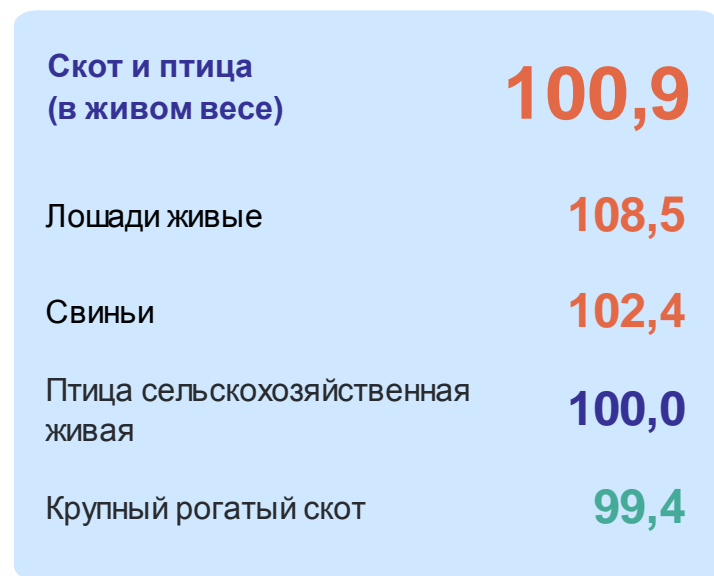 Скот и птица
(в живом весе)
100,9
Лошади живые
108,5
Свиньи
102,4
Птица сельскохозяйственная
живая
100,0
Крупный рогатый скот
99,4